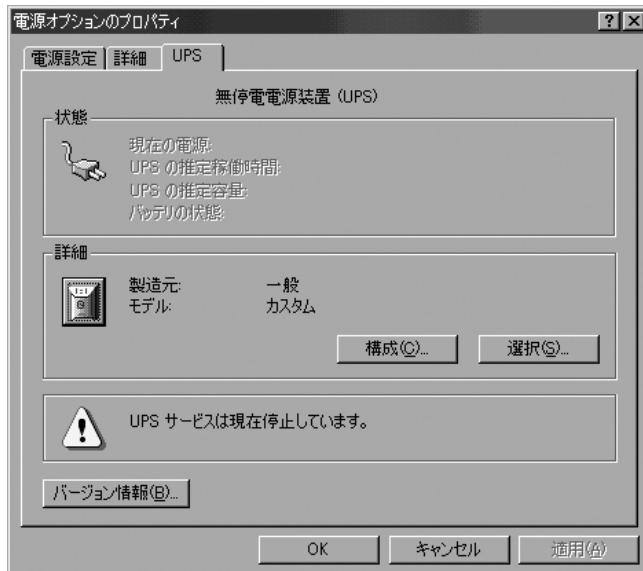 電源オプションのプロパティ
電源設定 詳細 UPS
無停電電源装置 (UPS)
状態
現在の電源:
UPS の推定稼働時間:
UPS の推定容量:
バッテリの状態:
詳細
製造元: 一般
モデル: カスタム
構成(C)... 選択(S)...
UPS サービスは現在停止しています。
バージョン情報(B)...
OK キャンセル 適用(A)